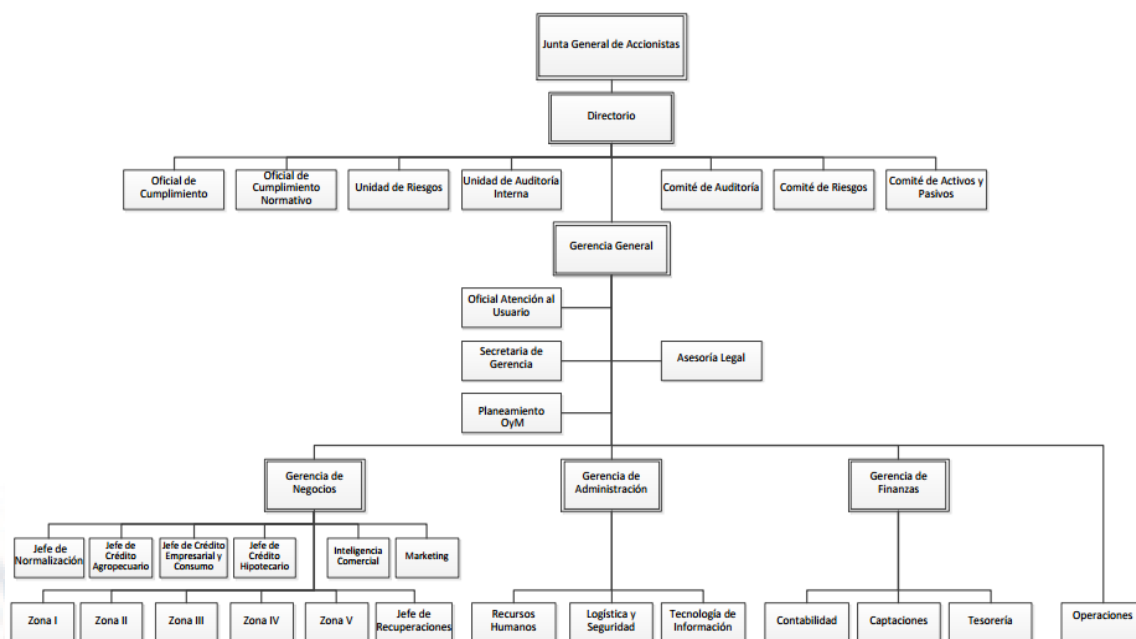 Junta General de Accionistas
Directorio
Oficial de
Cumplimiento
Oficial de
Cumplimiento
Normativo
Unidad de Riesgos
Unidad de Auditoría
Interna
Comité de Auditoría
Comité de Riesgos
Comité de Activos y
Pasivos
Gerencia General
Oficial Atención al
Usuario
Secretaria de
Gerencia
Asesoría Legal
Planeamiento
OyM
Gerencia de
Negocios
Gerencia de
Administración
Gerencia de
Finanzas
Jefe de
Normalización
Jefe de
Crédito
Agropecuario
Jefe de Crédito
Empresarial y
Consumo
Jefe de
Crédito
Hipotecario
Inteligencia
Comercial
Marketing
Zona I
Zona II
Zona III
Zona IV
Zona V
Jefe de
Recuperaciones
Recursos
Humanos
Logística y
Seguridad
Tecnología de
Información
Contabilidad
Captaciones
Tesorería
Operaciones